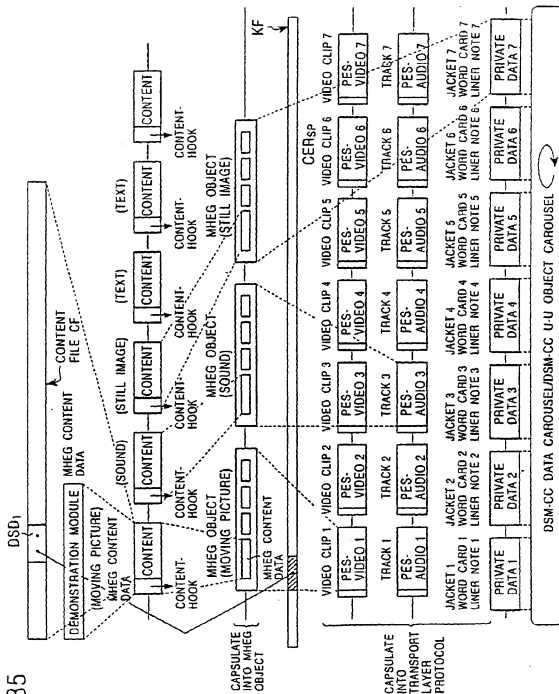 35
DSD1
CONTENT FILE CF
DEMONSTRATION MODULE
(MOVING PICTURE)
MHEG CONTENT DATA
MHEG CONTENT DATA
(SOUND)
(STILL IMAGE)
(TEXT)
(TEXT)
CONTENT
CONTENT
CONTENT
CONTENT
CONTENT
CONTENT
CONTENT-HOOK
CONTENT-HOOK
CONTENT-HOOK
CONTENT-HOOK
CONTENT-HOOK
CONTENT-HOOK
CAPSULATE INTO MHEG OBJECT
MHEG OBJECT (MOVING PICTURE)
MHEG OBJECT (SOUND)
MHEG OBJECT (STILL IMAGE)
MHEG CONTENT DATA
KF
CERSP
CAPSULATE INTO TRANSPORT LAYER PROTOCOL
VIDEO CLIP 1
VIDEO CLIP 2
VIDEO CLIP 3
VIDEO CLIP 4
VIDEO CLIP 5
VIDEO CLIP 6
VIDEO CLIP 7
PES-VIDEO 1
PES-VIDEO 2
PES-VIDEO 3
PES-VIDEO 4
PES-VIDEO 5
PES-VIDEO 6
PES-VIDEO 7
TRACK 1
TRACK 2
TRACK 3
TRACK 4
TRACK 5
TRACK 6
TRACK 7
PES-AUDIO 1
PES-AUDIO 2
PES-AUDIO 3
PES-AUDIO 4
PES-AUDIO 5
PES-AUDIO 6
PES-AUDIO 7
JACKET 1
JACKET 2
JACKET 3
JACKET 4
JACKET 5
JACKET 6
JACKET 7
WORD CARD 1
WORD CARD 2
WORD CARD 3
WORD CARD 4
WORD CARD 5
WORD CARD 6
WORD CARD 7
LINER NOTE 1
LINER NOTE 2
LINER NOTE 3
LINER NOTE 4
LINER NOTE 5
LINER NOTE 6
LINER NOTE 7
PRIVATE DATA 1
PRIVATE DATA 2
PRIVATE DATA 3
PRIVATE DATA 4
PRIVATE DATA 5
PRIVATE DATA 6
PRIVATE DATA 7
DSM-CC DATA CAROUSEL/DSM-CC U-U OBJECT CAROUSEL